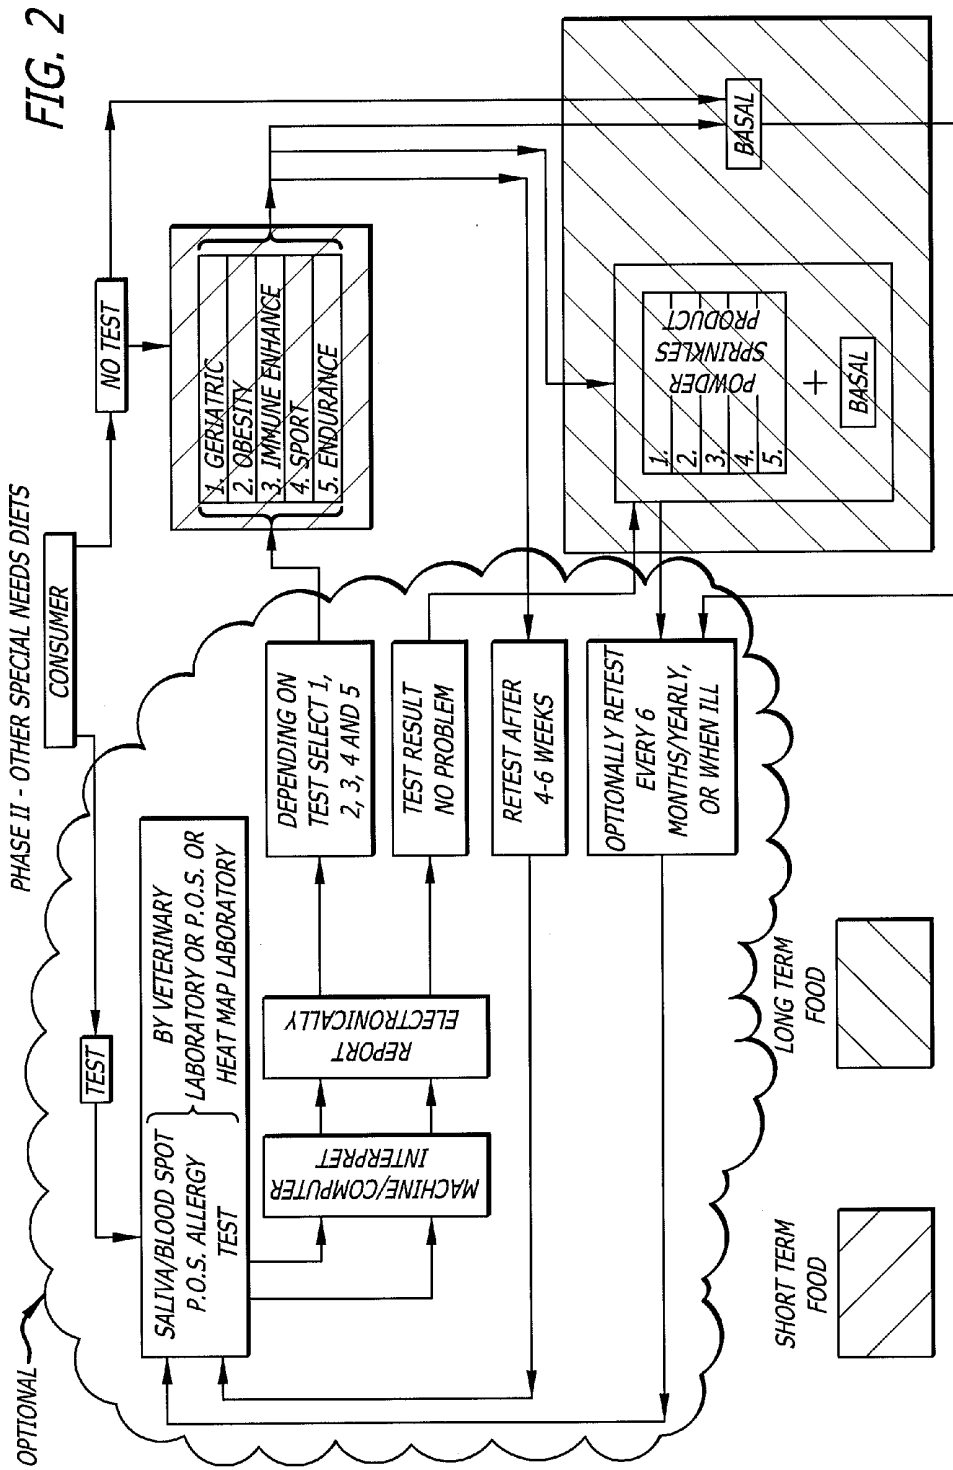 FIG. 2
PHASE II - OTHER SPECIAL NEEDS DIETS
CONSUMER
OPTIONAL
TEST
NO TEST
SALIVA/BLOOD SPOT
P.O.S. ALLERGY
TEST
BY VETERINARY
LABORATORY OR P.O.S. OR
HEAT MAP LABORATORY
MACHINE/COMPUTER
INTERPRET
REPORT
ELECTRONICALLY
DEPENDING ON
TEST SELECT 1,
2, 3, 4 AND 5
TEST RESULT
NO PROBLEM
RETEST AFTER
4-6 WEEKS
OPTIONALLY RETEST
EVERY 6
MONTHS/YEARLY,
OR WHEN ILL
1. GERIATRIC
2. OBESITY
3. IMMUNE ENHANCE
4. SPORT
5. ENDURANCE
1.
2.
3.
4.
5.
POWDER
SPRINKLES
PRODUCT
+
BASAL
BASAL
SHORT TERM
FOOD
LONG TERM
FOOD